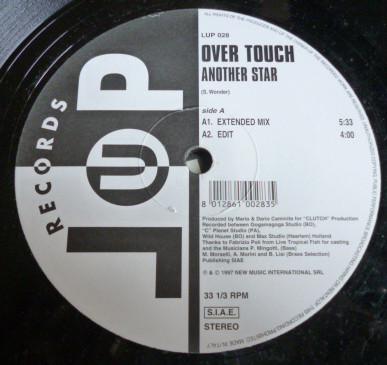 LUP 028
OVER TOUCH
ANOTHER STAR
(S. Wonder)
side A
A1. EXTENDED MIX 5:33
A2. EDIT 4:00
LUP
RECORDS
8 012861 002835
Produced by Mario & Dario Caminita for "CLUTCH" Production
Recorded between Gogamagoga Studio (BO),
"C" Planet Studio (PA),
Wild House (BO) and Mac Studio (Haarlem) Holland
Thanks to Fabrizio Poli from Live Tropical Fish for casting
and the Musicians P. Mingotti, (Bass)
M. Morselli, A. Marini and B. Lisi (Brass Selection)
Publishing SIAE
℗ & © 1997 NEW MUSIC INTERNATIONAL SRL
33 1/3 RPM
S.I.A.E.
STEREO
MADE IN ITALY